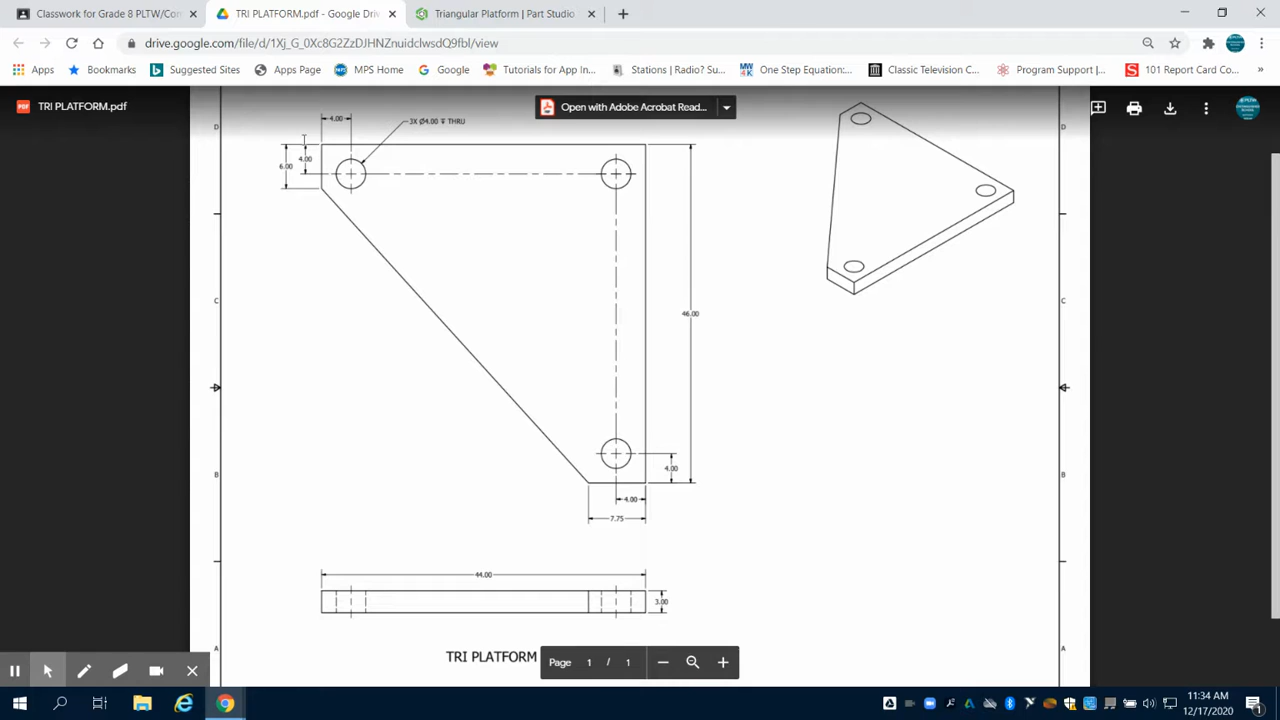 Classwork for Grade 8 PLTW/Con
TRI PLATFORM.pdf - Google Driv
Triangular Platform | Part Studio
drive.google.com/file/d/1Xj_G_0Xc8G2ZzDJHNZnuidclwsdQ9fbl/view
Apps
Bookmarks
Suggested Sites
Apps Page
MPS Home
Google
Tutorials for App In...
Stations | Radio? Su...
One Step Equation:...
Classic Television C...
Program Support |...
101 Report Card Co...
»
PDF
TRI PLATFORM.pdf
Open with Adobe Acrobat Read...
D
D
4.00
3X Ø4.00 ↧ THRU
4.00
6.00
C
C
46.00
B
B
4.00
4.00
7.75
44.00
3.00
A
A
TRI PLATFORM
Page 1 / 1
11:34 AM
12/17/2020
1